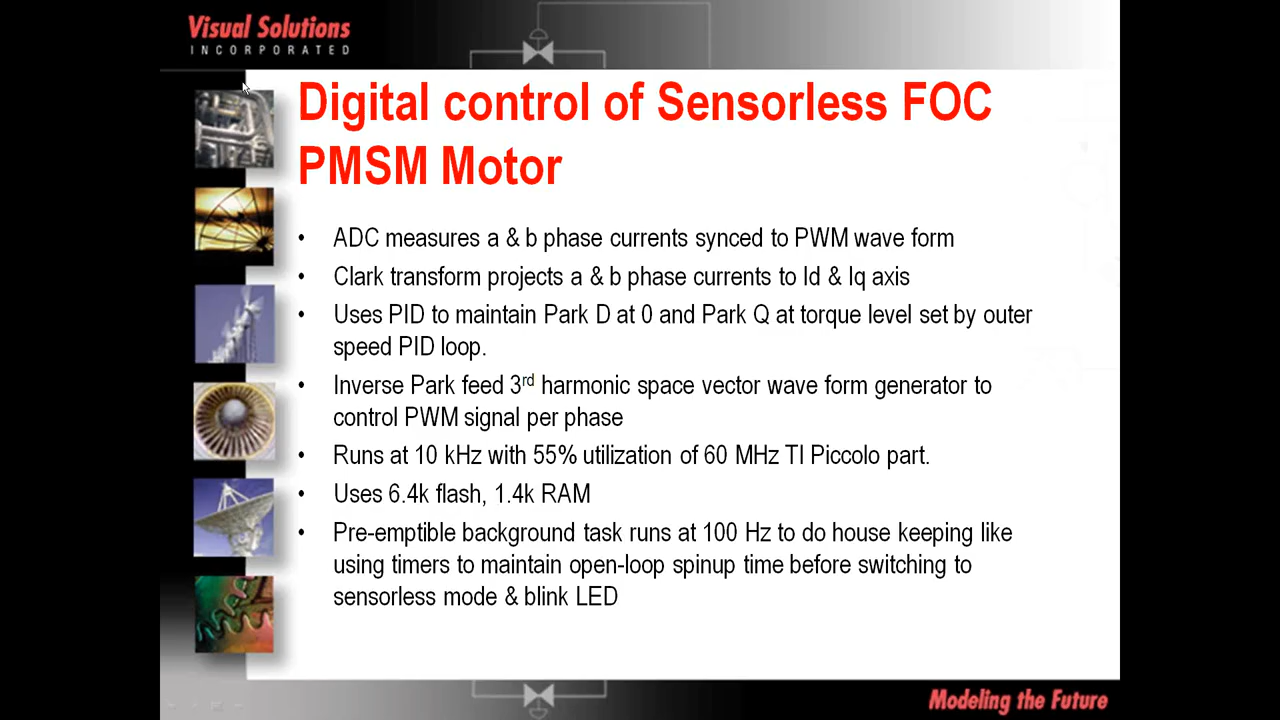 Visual Solutions
INCORPORATED
Digital control of Sensorless FOC
PMSM Motor
• ADC measures a & b phase currents synced to PWM wave form
• Clark transform projects a & b phase currents to Id & Iq axis
• Uses PID to maintain Park D at 0 and Park Q at torque level set by outer
speed PID loop.
• Inverse Park feed 3rd harmonic space vector wave form generator to
control PWM signal per phase
• Runs at 10 kHz with 55% utilization of 60 MHz TI Piccolo part.
• Uses 6.4k flash, 1.4k RAM
• Pre-emptible background task runs at 100 Hz to do house keeping like
using timers to maintain open-loop spinup time before switching to
sensorless mode & blink LED
Modeling the Future